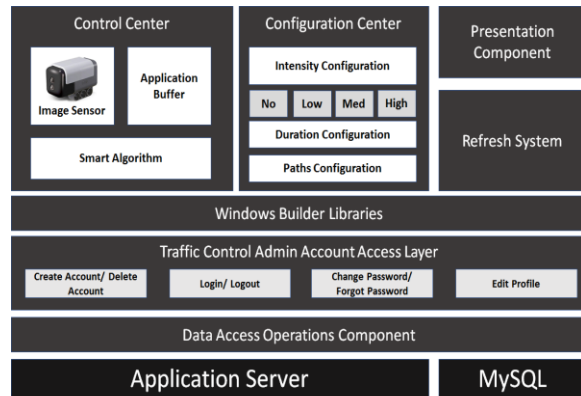 Control Center
Image Sensor
Application
Buffer
Smart Algorithm
Configuration Center
Intensity Configuration
No
Low
Med
High
Duration Configuration
Paths Configuration
Presentation
Component
Refresh System
Windows Builder Libraries
Traffic Control Admin Account Access Layer
Create Account/ Delete
Account
Login/ Logout
Change Password/
Forgot Password
Edit Profile
Data Access Operations Component
Application Server
MySQL